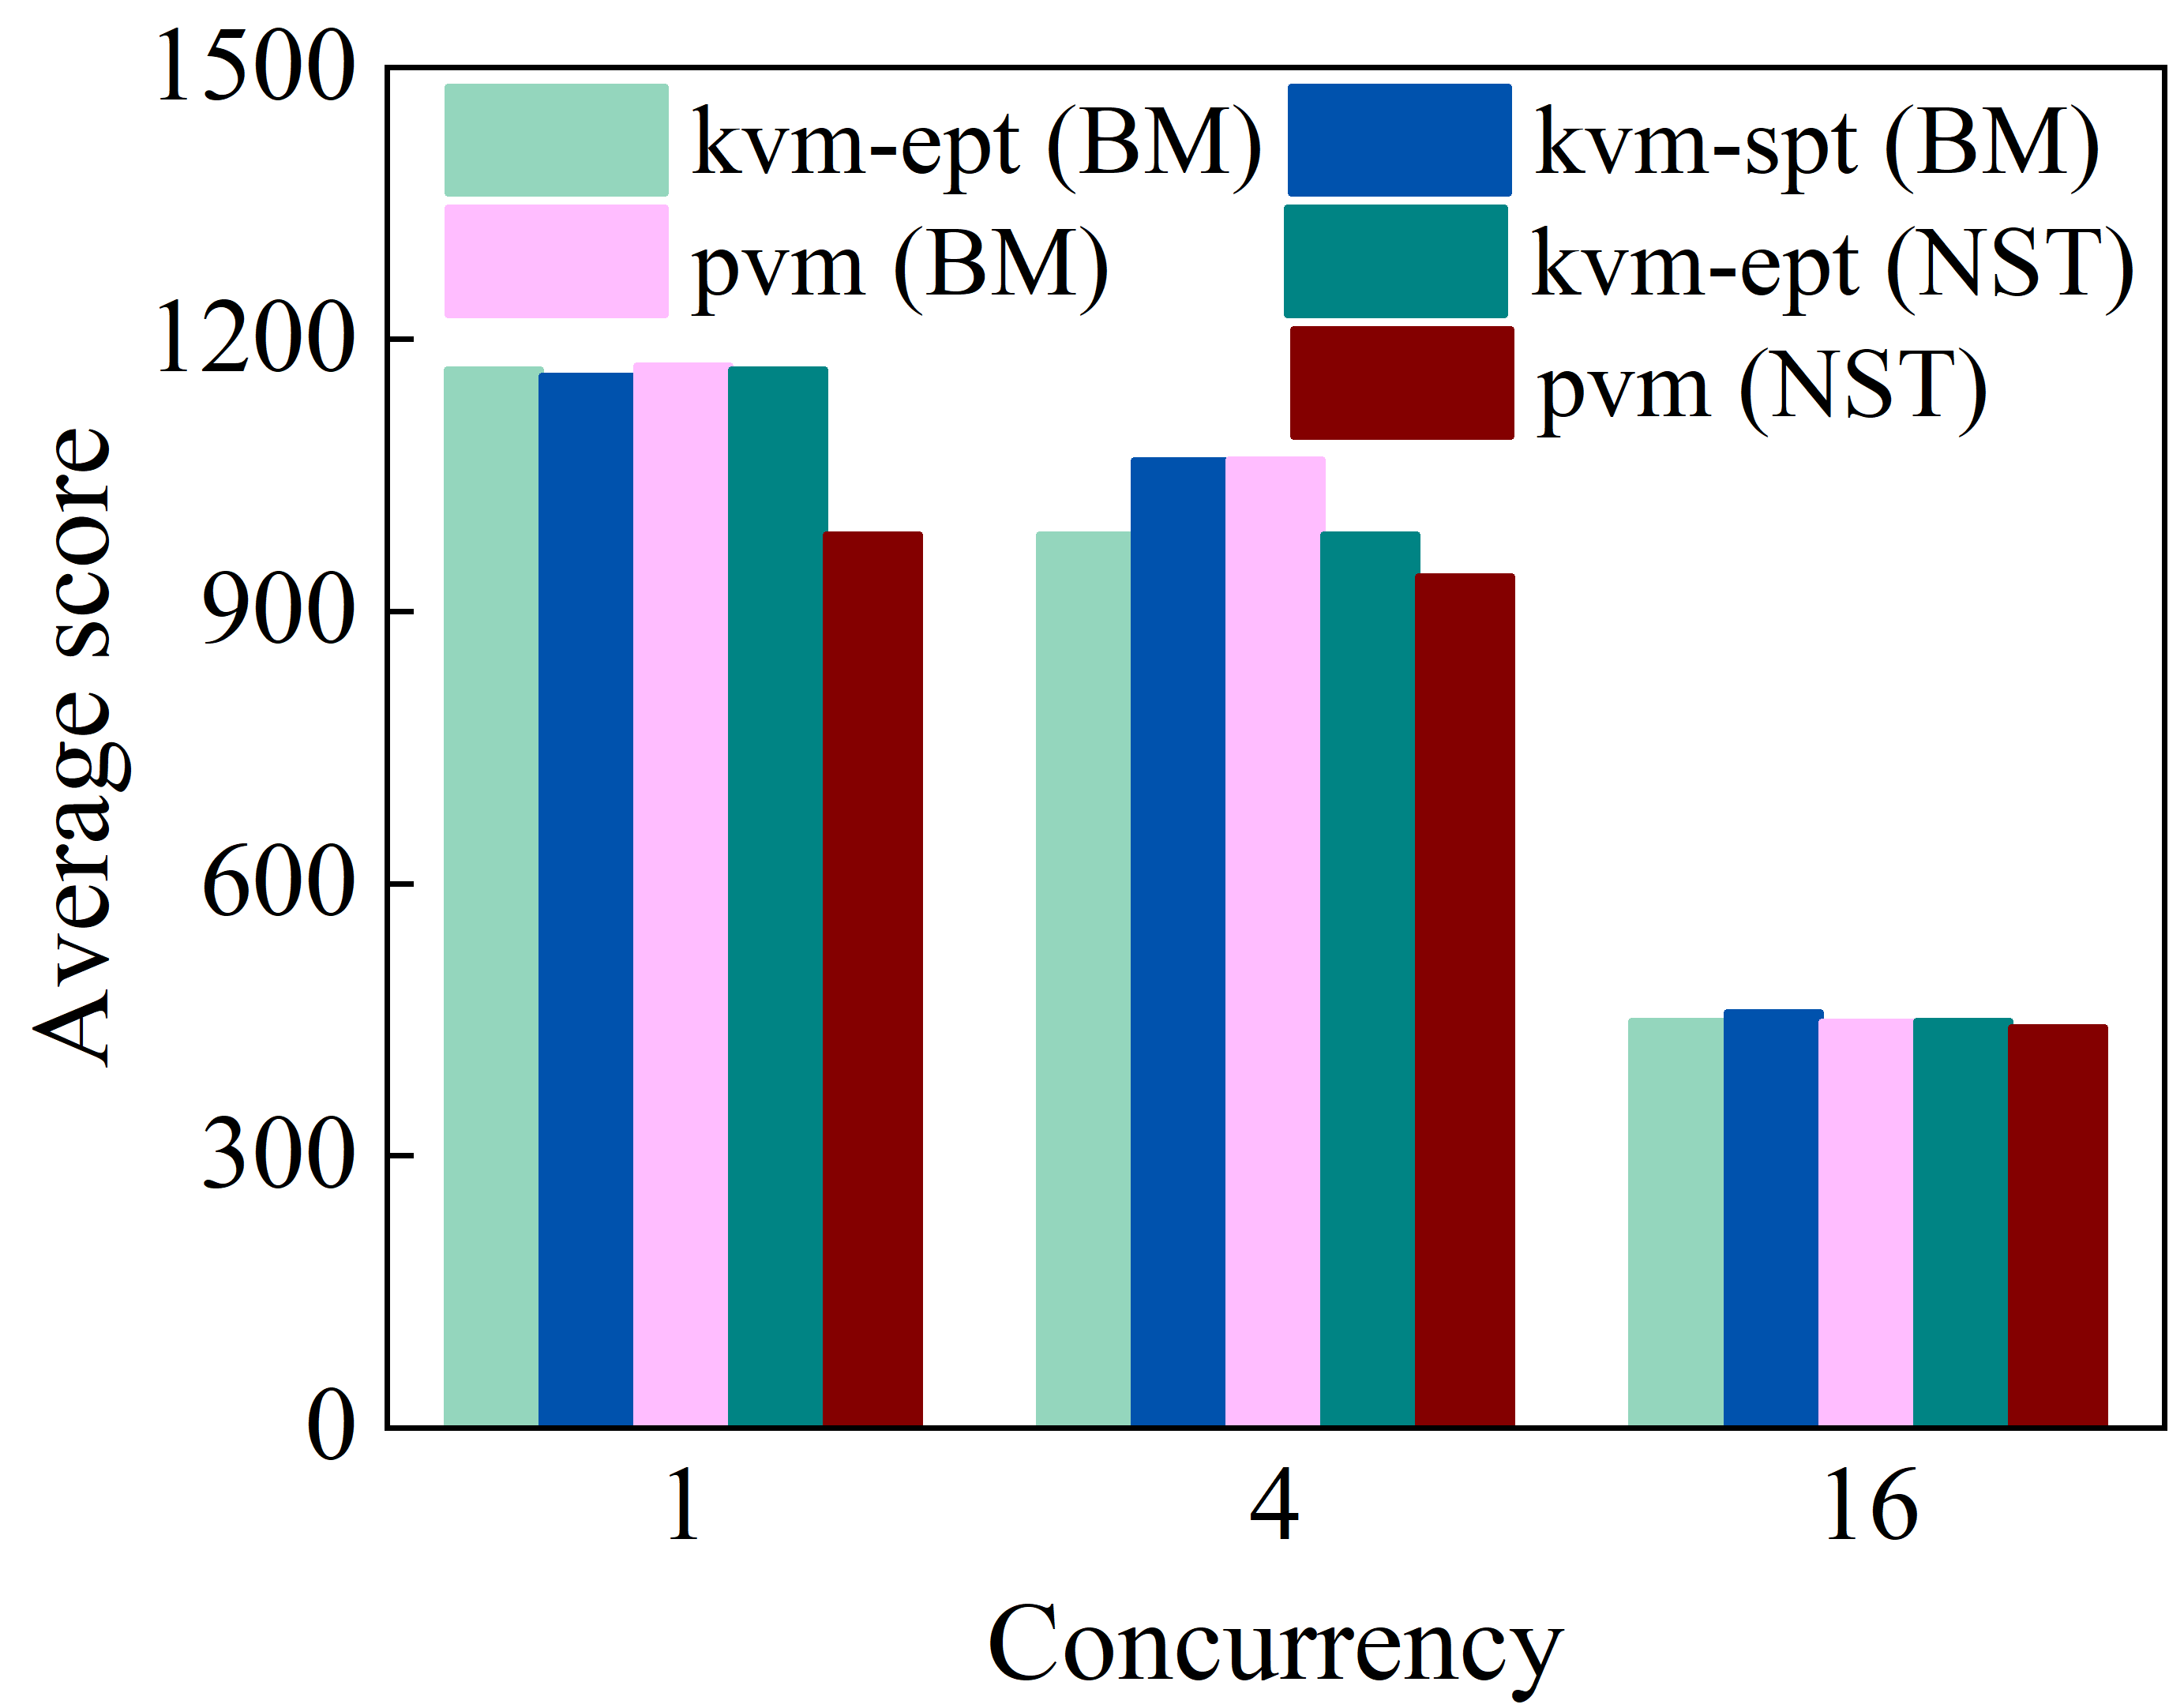 1500
1200
900
600
300
0
Average score
kvm-ept (BM)
kvm-spt (BM)
pvm (BM)
kvm-ept (NST)
pvm (NST)
1
4
16
Concurrency